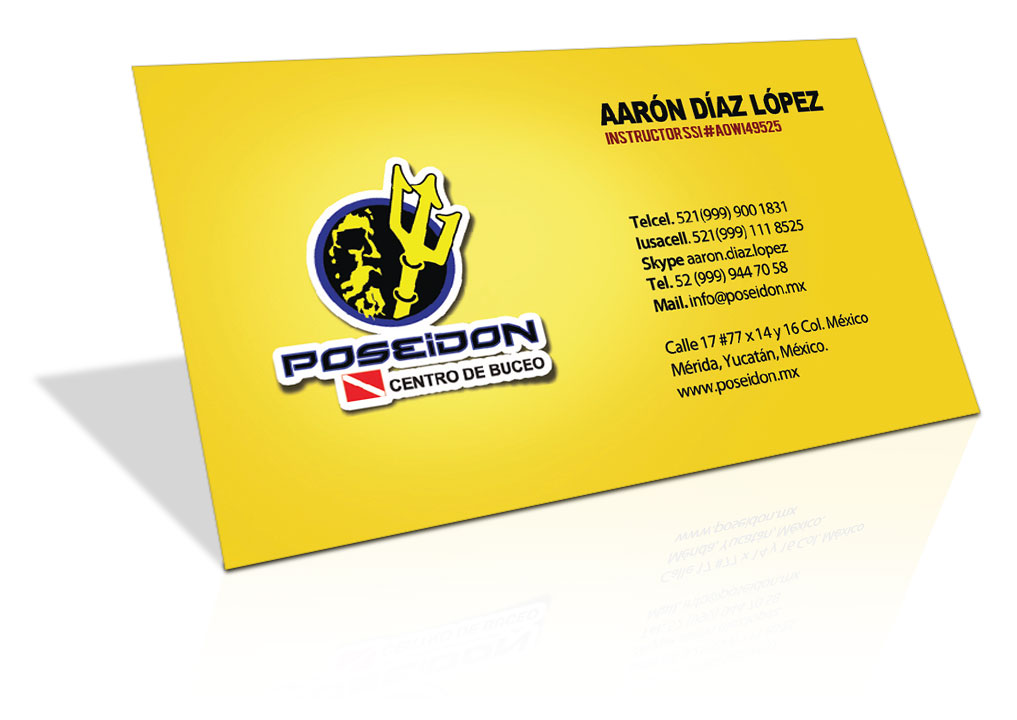 AARÓN DÍAZ LÓPEZ
INSTRUCTOR SSI #AOWI49525
Telcel. 521(999) 900 1831
Iusacell. 521(999) 111 8525
Skype aaron.diaz.lopez
Tel. 52 (999) 944 70 58
Mail. info@poseidon.mx
Calle 17 #77 x 14 y 16 Col. México
Mérida, Yucatán, México.
www.poseidon.mx
POSEIDON
CENTRO DE BUCEO